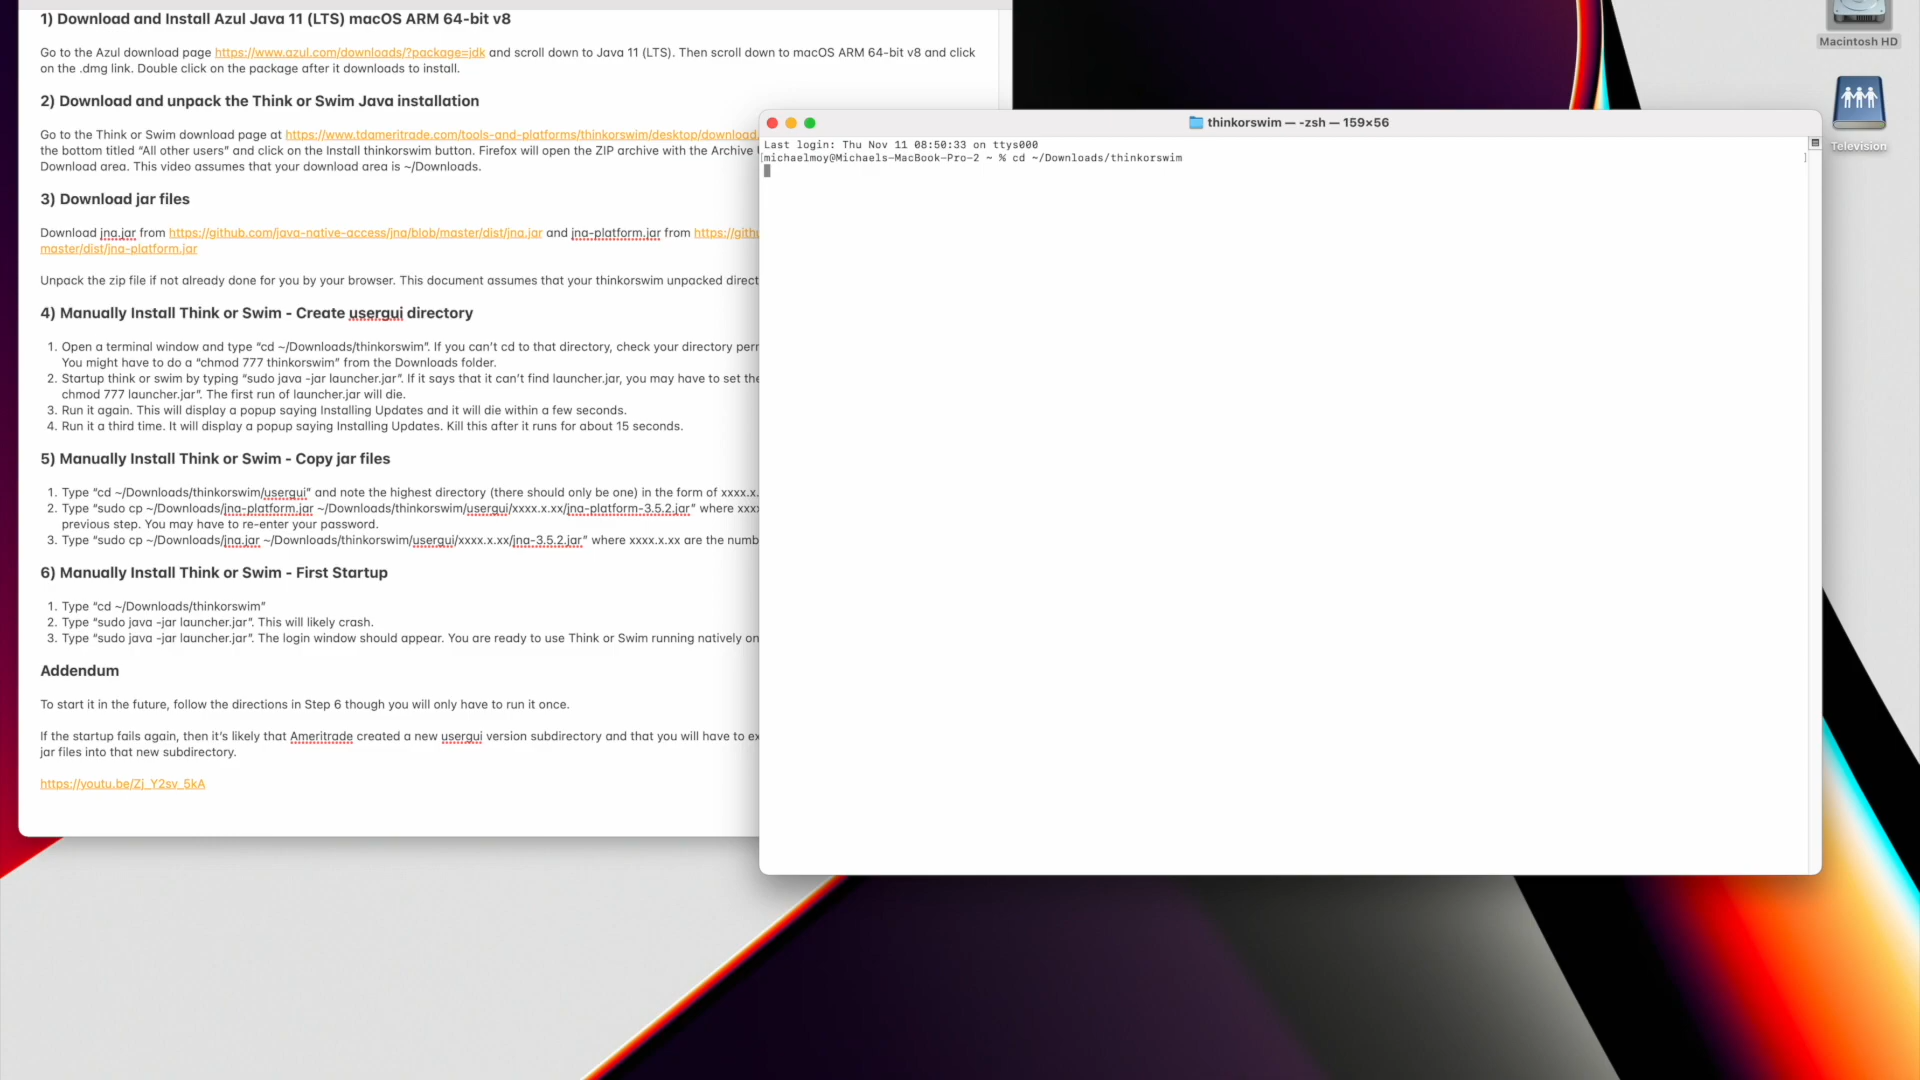 1) Download and Install Azul Java 11 (LTS) macOS ARM 64-bit v8
Go to the Azul download page https://www.azul.com/downloads/?package=jdk and scroll down to Java 11 (LTS). Then scroll down to macOS ARM 64-bit v8 and click
on the .dmg link. Double click on the package after it downloads to install.
2) Download and unpack the Think or Swim Java installation
Go to the Think or Swim download page at https://www.tdameritrade.com/tools-and-platforms/thinkorswim/desktop/download.
the bottom titled “All other users” and click on the Install thinkorswim button. Firefox will open the ZIP archive with the Archive
Download area. This video assumes that your download area is ~/Downloads.
3) Download jar files
Download jna.jar from https://github.com/java-native-access/jna/blob/master/dist/jna.jar and jna-platform.jar from https://gith
master/dist/jna-platform.jar
Unpack the zip file if not already done for you by your browser. This document assumes that your thinkorswim unpacked direct
4) Manually Install Think or Swim - Create usergui directory
1. Open a terminal window and type “cd ~/Downloads/thinkorswim”. If you can’t cd to that directory, check your directory perr
You might have to do a “chmod 777 thinkorswim” from the Downloads folder.
2. Startup think or swim by typing “sudo java -jar launcher.jar”. If it says that it can’t find launcher.jar, you may have to set the
chmod 777 launcher.jar”. The first run of launcher.jar will die.
3. Run it again. This will display a popup saying Installing Updates and it will die within a few seconds.
4. Run it a third time. It will display a popup saying Installing Updates. Kill this after it runs for about 15 seconds.
5) Manually Install Think or Swim - Copy jar files
1. Type “cd ~/Downloads/thinkorswim/usergui” and note the highest directory (there should only be one) in the form of xxxx.x.
2. Type “sudo cp ~/Downloads/jna-platform.jar ~/Downloads/thinkorswim/usergui/xxxx.x.xx/jna-platform-3.5.2.jar” where xxx
previous step. You may have to re-enter your password.
3. Type “sudo cp ~/Downloads/jna.jar ~/Downloads/thinkorswim/usergui/xxxx.x.xx/jna-3.5.2.jar” where xxxx.x.xx are the numb
6) Manually Install Think or Swim - First Startup
1. Type “cd ~/Downloads/thinkorswim”
2. Type “sudo java -jar launcher.jar”. This will likely crash.
3. Type “sudo java -jar launcher.jar”. The login window should appear. You are ready to use Think or Swim running natively on
Addendum
To start it in the future, follow the directions in Step 6 though you will only have to run it once.
If the startup fails again, then it’s likely that Ameritrade created a new usergui version subdirectory and that you will have to ex
jar files into that new subdirectory.
https://youtu.be/Zj_Y2sv_5kA
thinkorswim — -zsh — 159×56
Last login: Thu Nov 11 08:50:33 on ttys000
[michaelmoy@Michaels-MacBook-Pro-2 ~ % cd ~/Downloads/thinkorswim ]
Macintosh HD
Television